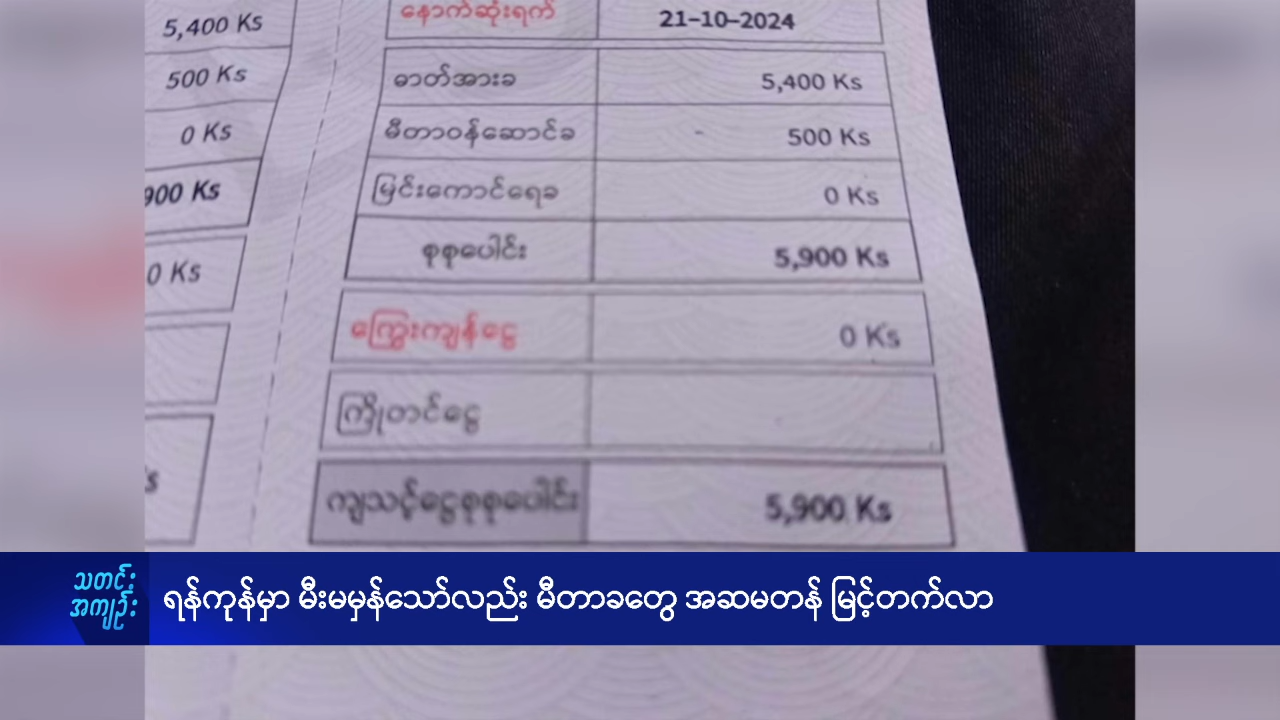 5,400 Ks
500 Ks
0 Ks
900 Ks
0 Ks
s
နောက်ဆုံးရက် 21-10-2024
ဓာတ်အားခ 5,400 Ks
မီတာဝန်ဆောင်ခ 500 Ks
မြင်းကောင်ရေခ 0 Ks
စုစုပေါင်း 5,900 Ks
ကြွေးကျန်ငွေ 0 Ks
ကြိုတင်ငွေ
ကျသင့်ငွေစုစုပေါင်း 5,900 Ks
သတင်း
အကျဉ်း
ရန်ကုန်မှာ မီးမမှန်သော်လည်း မီတာခတွေ အဆမတန် မြင့်တက်လာ